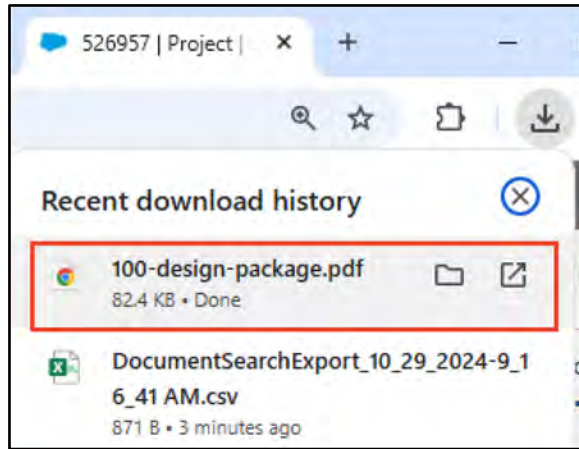 526957 | Project |
Recent download history
100-design-package.pdf
82.4 KB • Done
DocumentSearchExport_10_29_2024-9_1
6_41 AM.csv
871 B • 3 minutes ago